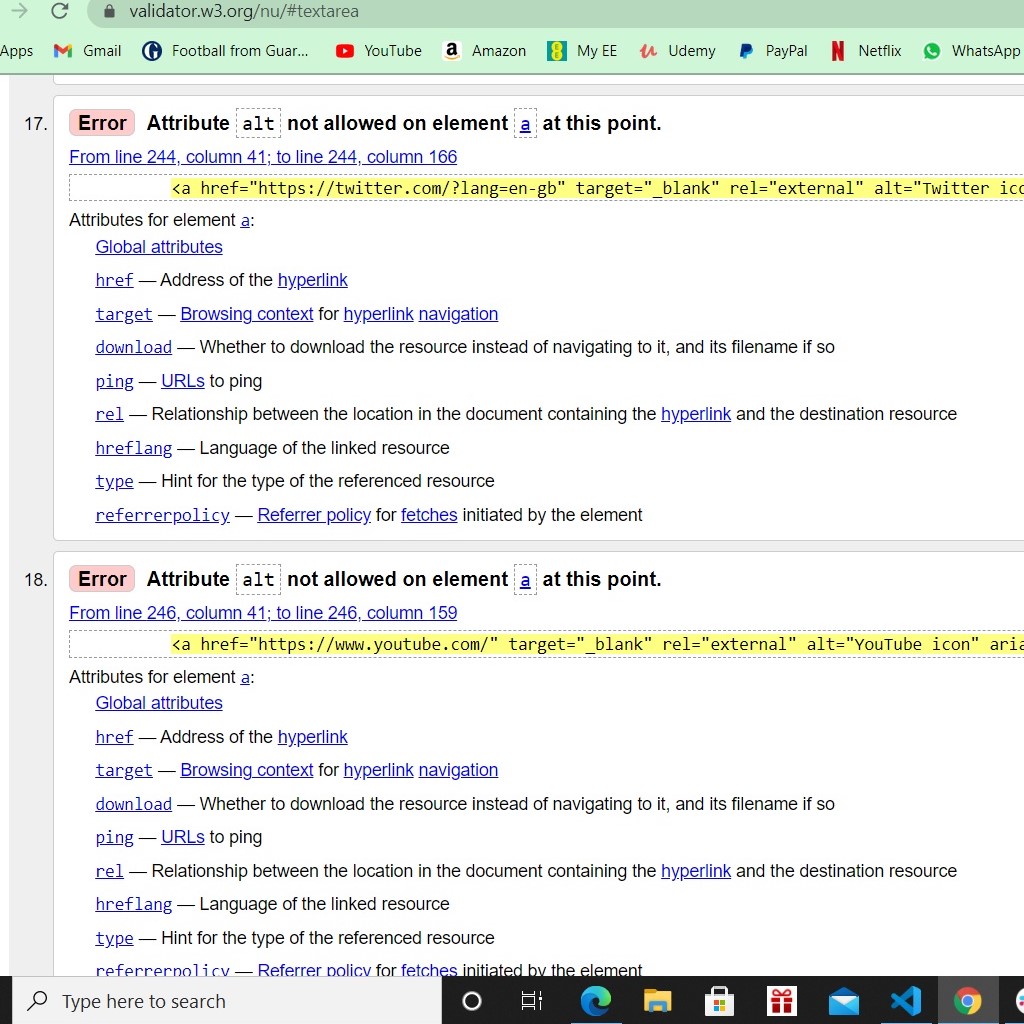 validator.w3.org/nu/#textarea
Apps Gmail Football from Guar... YouTube Amazon My EE Udemy PayPal Netflix WhatsApp
17. Error Attribute alt not allowed on element a at this point.
From line 244, column 41; to line 244, column 166
<a href="https://twitter.com/?lang=en-gb" target="_blank" rel="external" alt="Twitter ico
Attributes for element a:
Global attributes
href — Address of the hyperlink
target — Browsing context for hyperlink navigation
download — Whether to download the resource instead of navigating to it, and its filename if so
ping — URLs to ping
rel — Relationship between the location in the document containing the hyperlink and the destination resource
hreflang — Language of the linked resource
type — Hint for the type of the referenced resource
referrerpolicy — Referrer policy for fetches initiated by the element
18. Error Attribute alt not allowed on element a at this point.
From line 246, column 41; to line 246, column 159
<a href="https://www.youtube.com/" target="_blank" rel="external" alt="YouTube icon" aria
Attributes for element a:
Global attributes
href — Address of the hyperlink
target — Browsing context for hyperlink navigation
download — Whether to download the resource instead of navigating to it, and its filename if so
ping — URLs to ping
rel — Relationship between the location in the document containing the hyperlink and the destination resource
hreflang — Language of the linked resource
type — Hint for the type of the referenced resource
referrerpolicy — Referrer policy for fetches initiated by the element
Type here to search